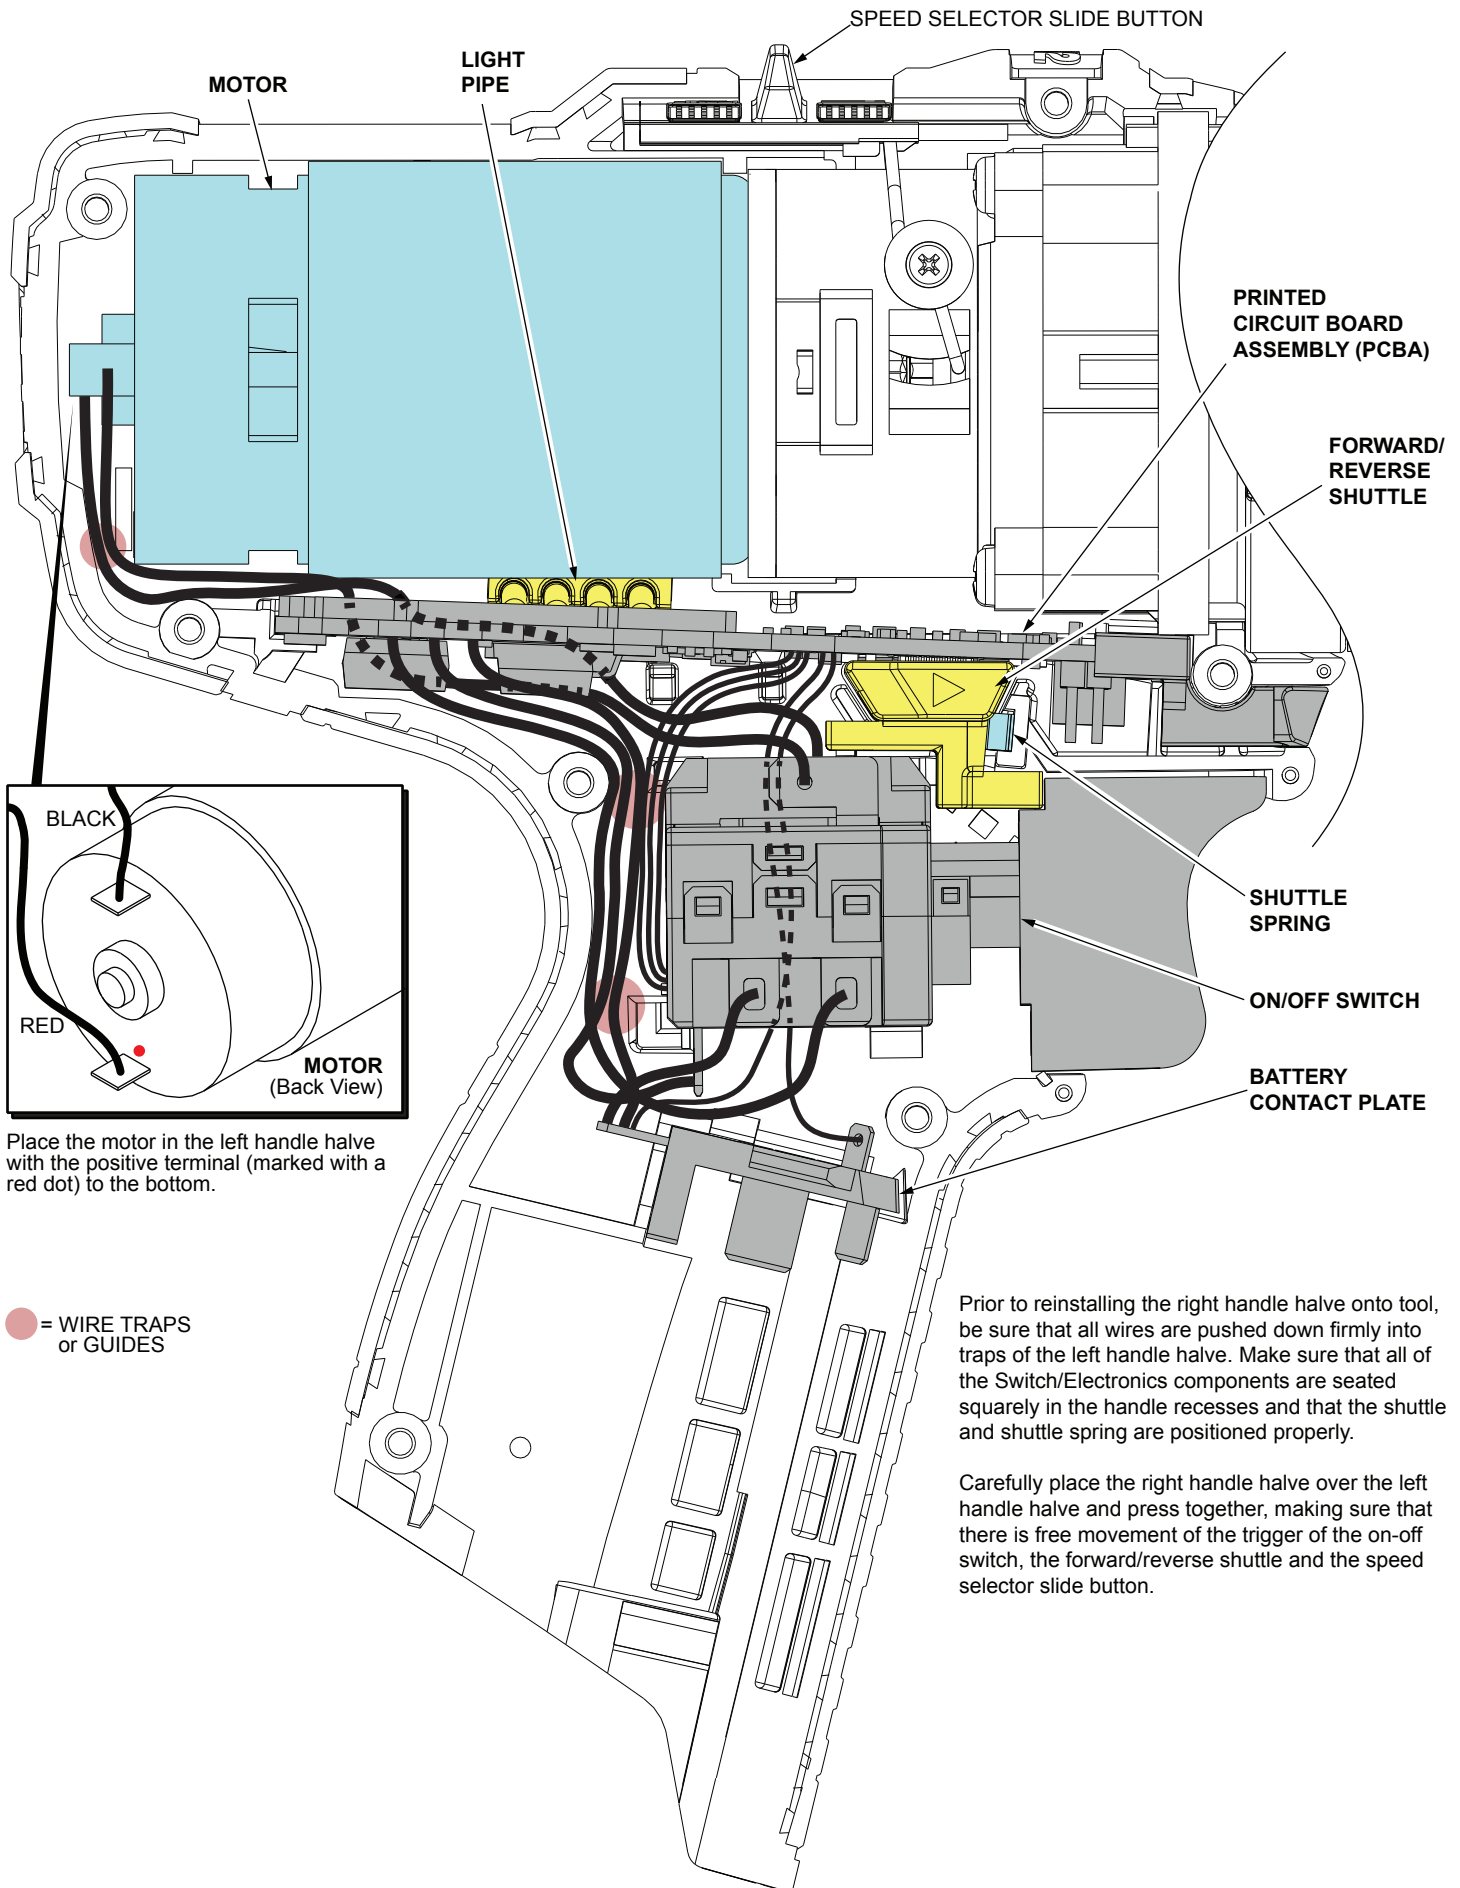 SPEED SELECTOR SLIDE BUTTON
LIGHT
PIPE
MOTOR
PRINTED
CIRCUIT BOARD
ASSEMBLY (PCBA)
FORWARD/
REVERSE
SHUTTLE
SHUTTLE
SPRING
ON/OFF SWITCH
BATTERY
CONTACT PLATE
BLACK
RED
MOTOR
(Back View)
Place the motor in the left handle halve
with the positive terminal (marked with a
red dot) to the bottom.
= WIRE TRAPS
or GUIDES
Prior to reinstalling the right handle halve onto tool,
be sure that all wires are pushed down firmly into
traps of the left handle halve. Make sure that all of
the Switch/Electronics components are seated
squarely in the handle recesses and that the shuttle
and shuttle spring are positioned properly.
Carefully place the right handle halve over the left
handle halve and press together, making sure that
there is free movement of the trigger of the on-off
switch, the forward/reverse shuttle and the speed
selector slide button.